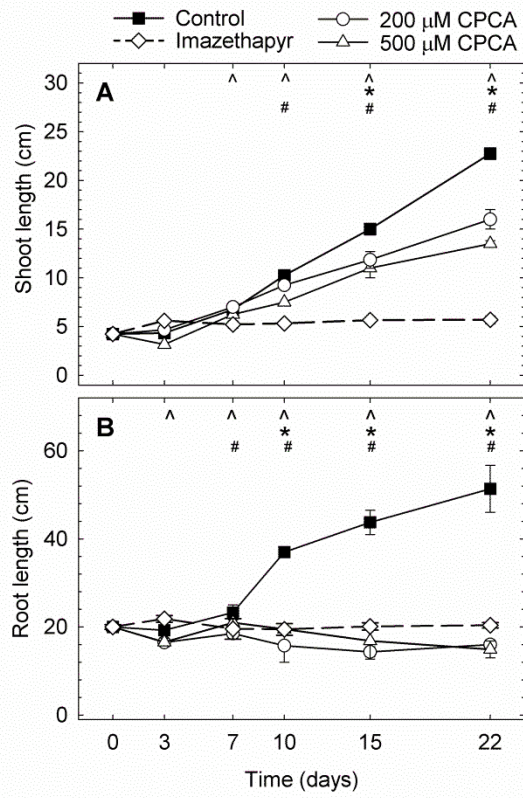 Control 200 μM CPCA
Imazethapyr 500 μM CPCA
A
^ ^ ^ ^
* *
# # #
30
25
20
15
10
5
0
Shoot length (cm)
B
^ ^ ^ ^ ^
* * *
# # # #
60
40
20
0
Root length (cm)
0 3 7 10 15 22
Time (days)